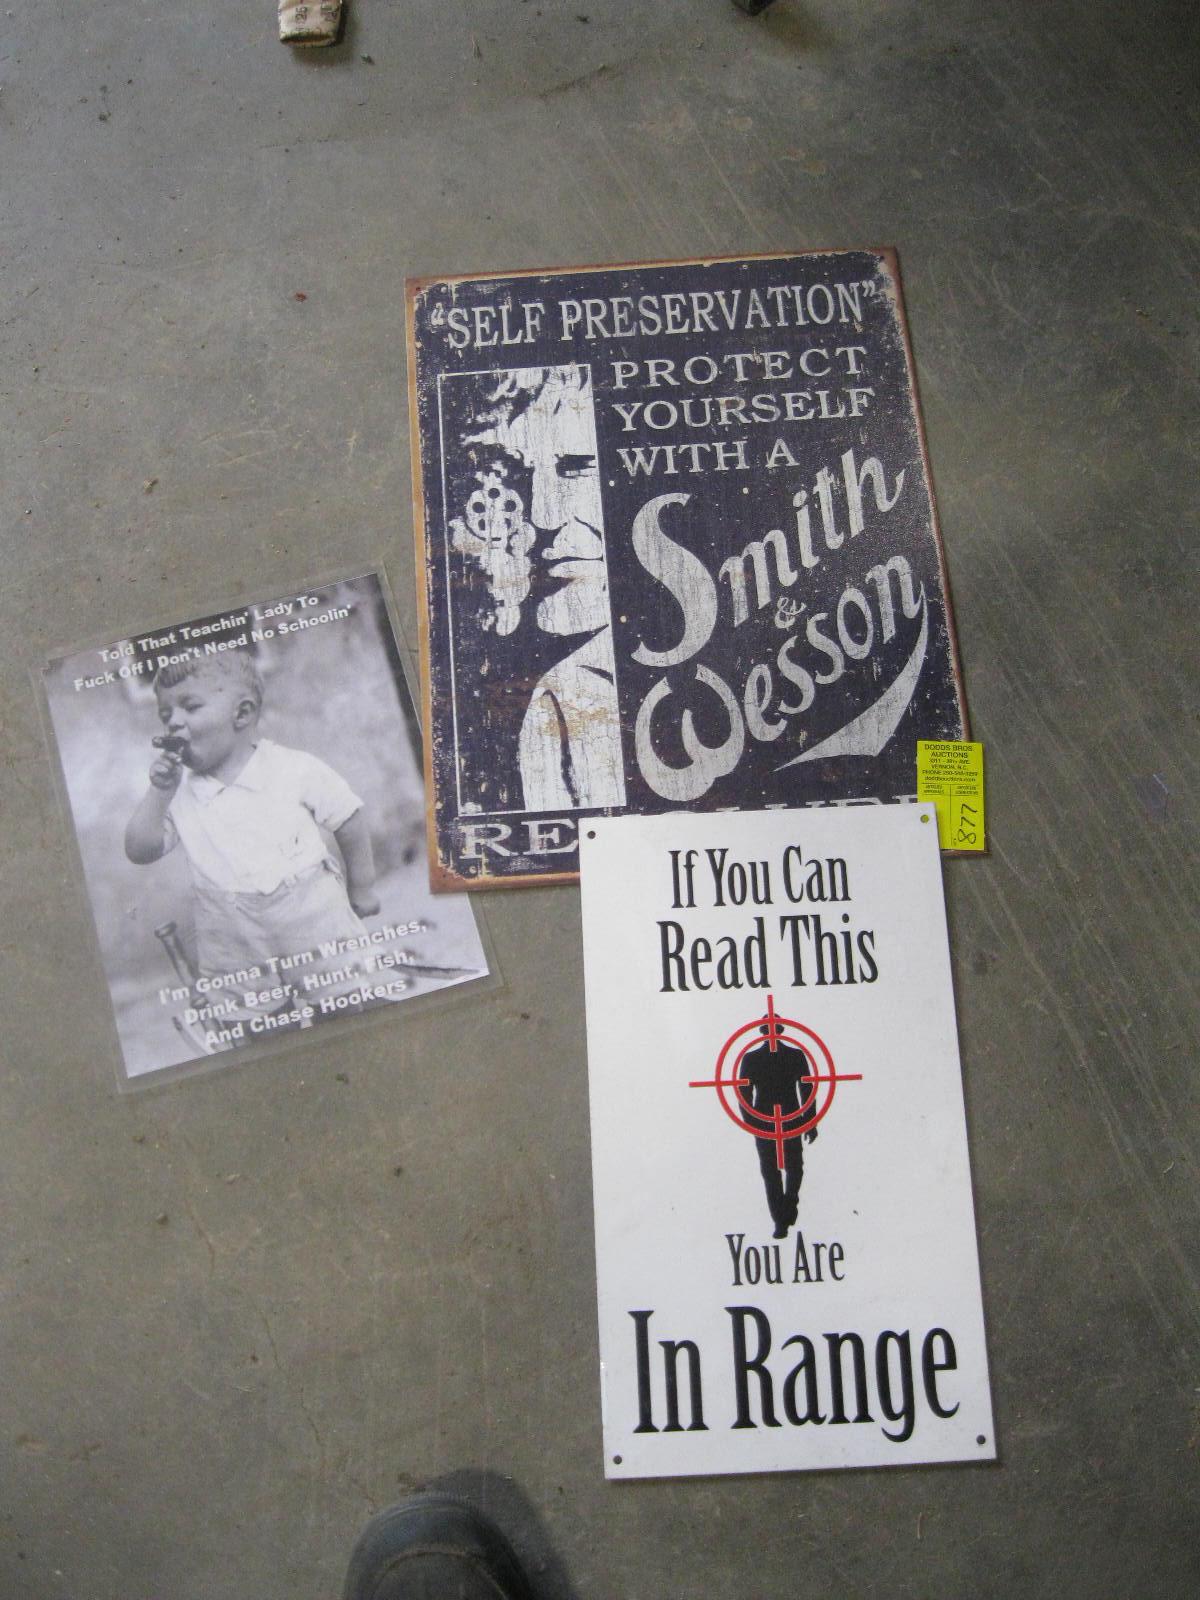 "SELF PRESERVATION"
PROTECT
YOURSELF
WITH A
Smith
&
Wesson
Told That Teachin' Lady To
Fuck Off I Don't Need No Schoolin'
I'm Gonna Turn Wrenches,
Drink Beer, Hunt, Fish,
And Chase Hookers
DODDS BROS.
AUCTIONS
VERNON, B.C.
877
If You Can
Read This
You Are
In Range